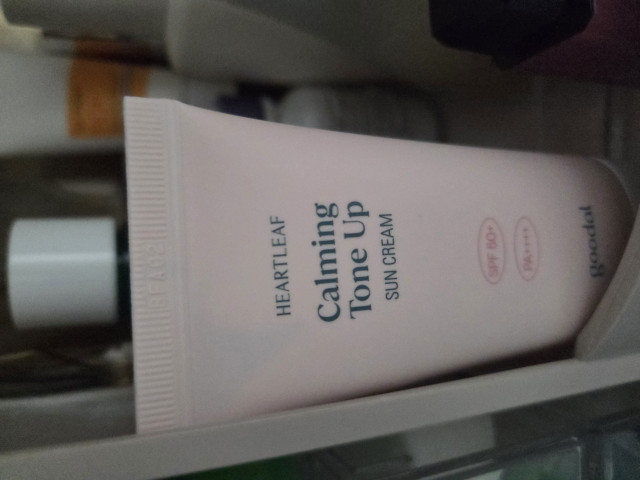 HEARTLEAF
Calming
Tone Up
SUN CREAM
SPF 50+
PA++++
goodal